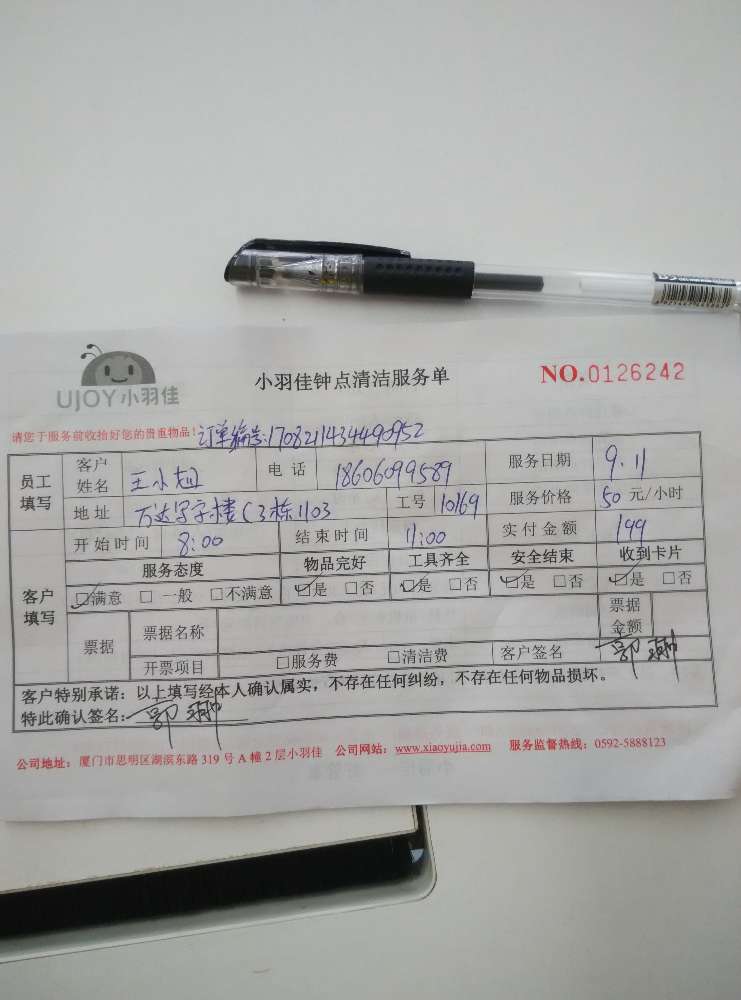 UJOY小羽佳
小羽佳钟点清洁服务单
NO.0126242
请您于服务前收拾好您的贵重物品!
订单编号:1708211434490952
员工填写
客户姓名 王小姐 电话 18606099589 服务日期 9.11
地址 万达写字楼C3栋1103 工号 10169 服务价格 50 元/小时
客户填写
开始时间 8:00 结束时间 11:00 实付金额 199
服务态度 物品完好 工具齐全 安全结束 收到卡片
☑满意 □一般 □不满意 ☑是 □否 ☑是 □否 ☑是 □否 ☑是 □否
票据 票据名称 票据金额
开票项目 □服务费 □清洁费 客户签名 郭
客户特别承诺：以上填写经本人确认属实，不存在任何纠纷，不存在任何物品损坏。
特此确认签名：郭
公司地址：厦门市思明区湖滨东路 319 号 A 幢 2 层小羽佳 公司网站：www.xiaoyujia.com 服务监督热线：0592-5888123